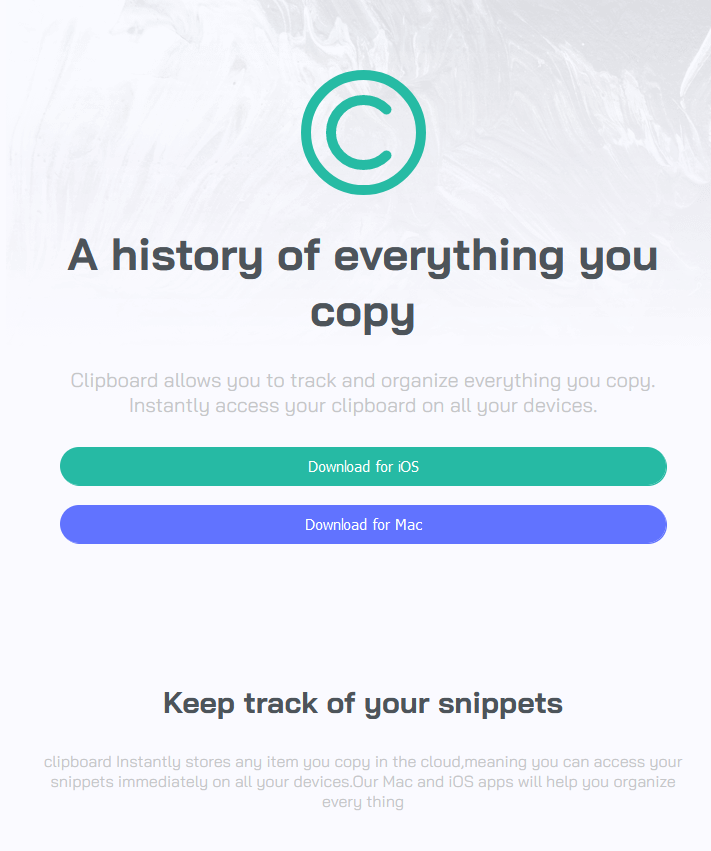 C
A history of everything you
copy
Clipboard allows you to track and organize everything you copy.
Instantly access your clipboard on all your devices.
Download for iOS
Download for Mac
Keep track of your snippets
clipboard Instantly stores any item you copy in the cloud,meaning you can access your
snippets immediately on all your devices.Our Mac and iOS apps will help you organize
every thing